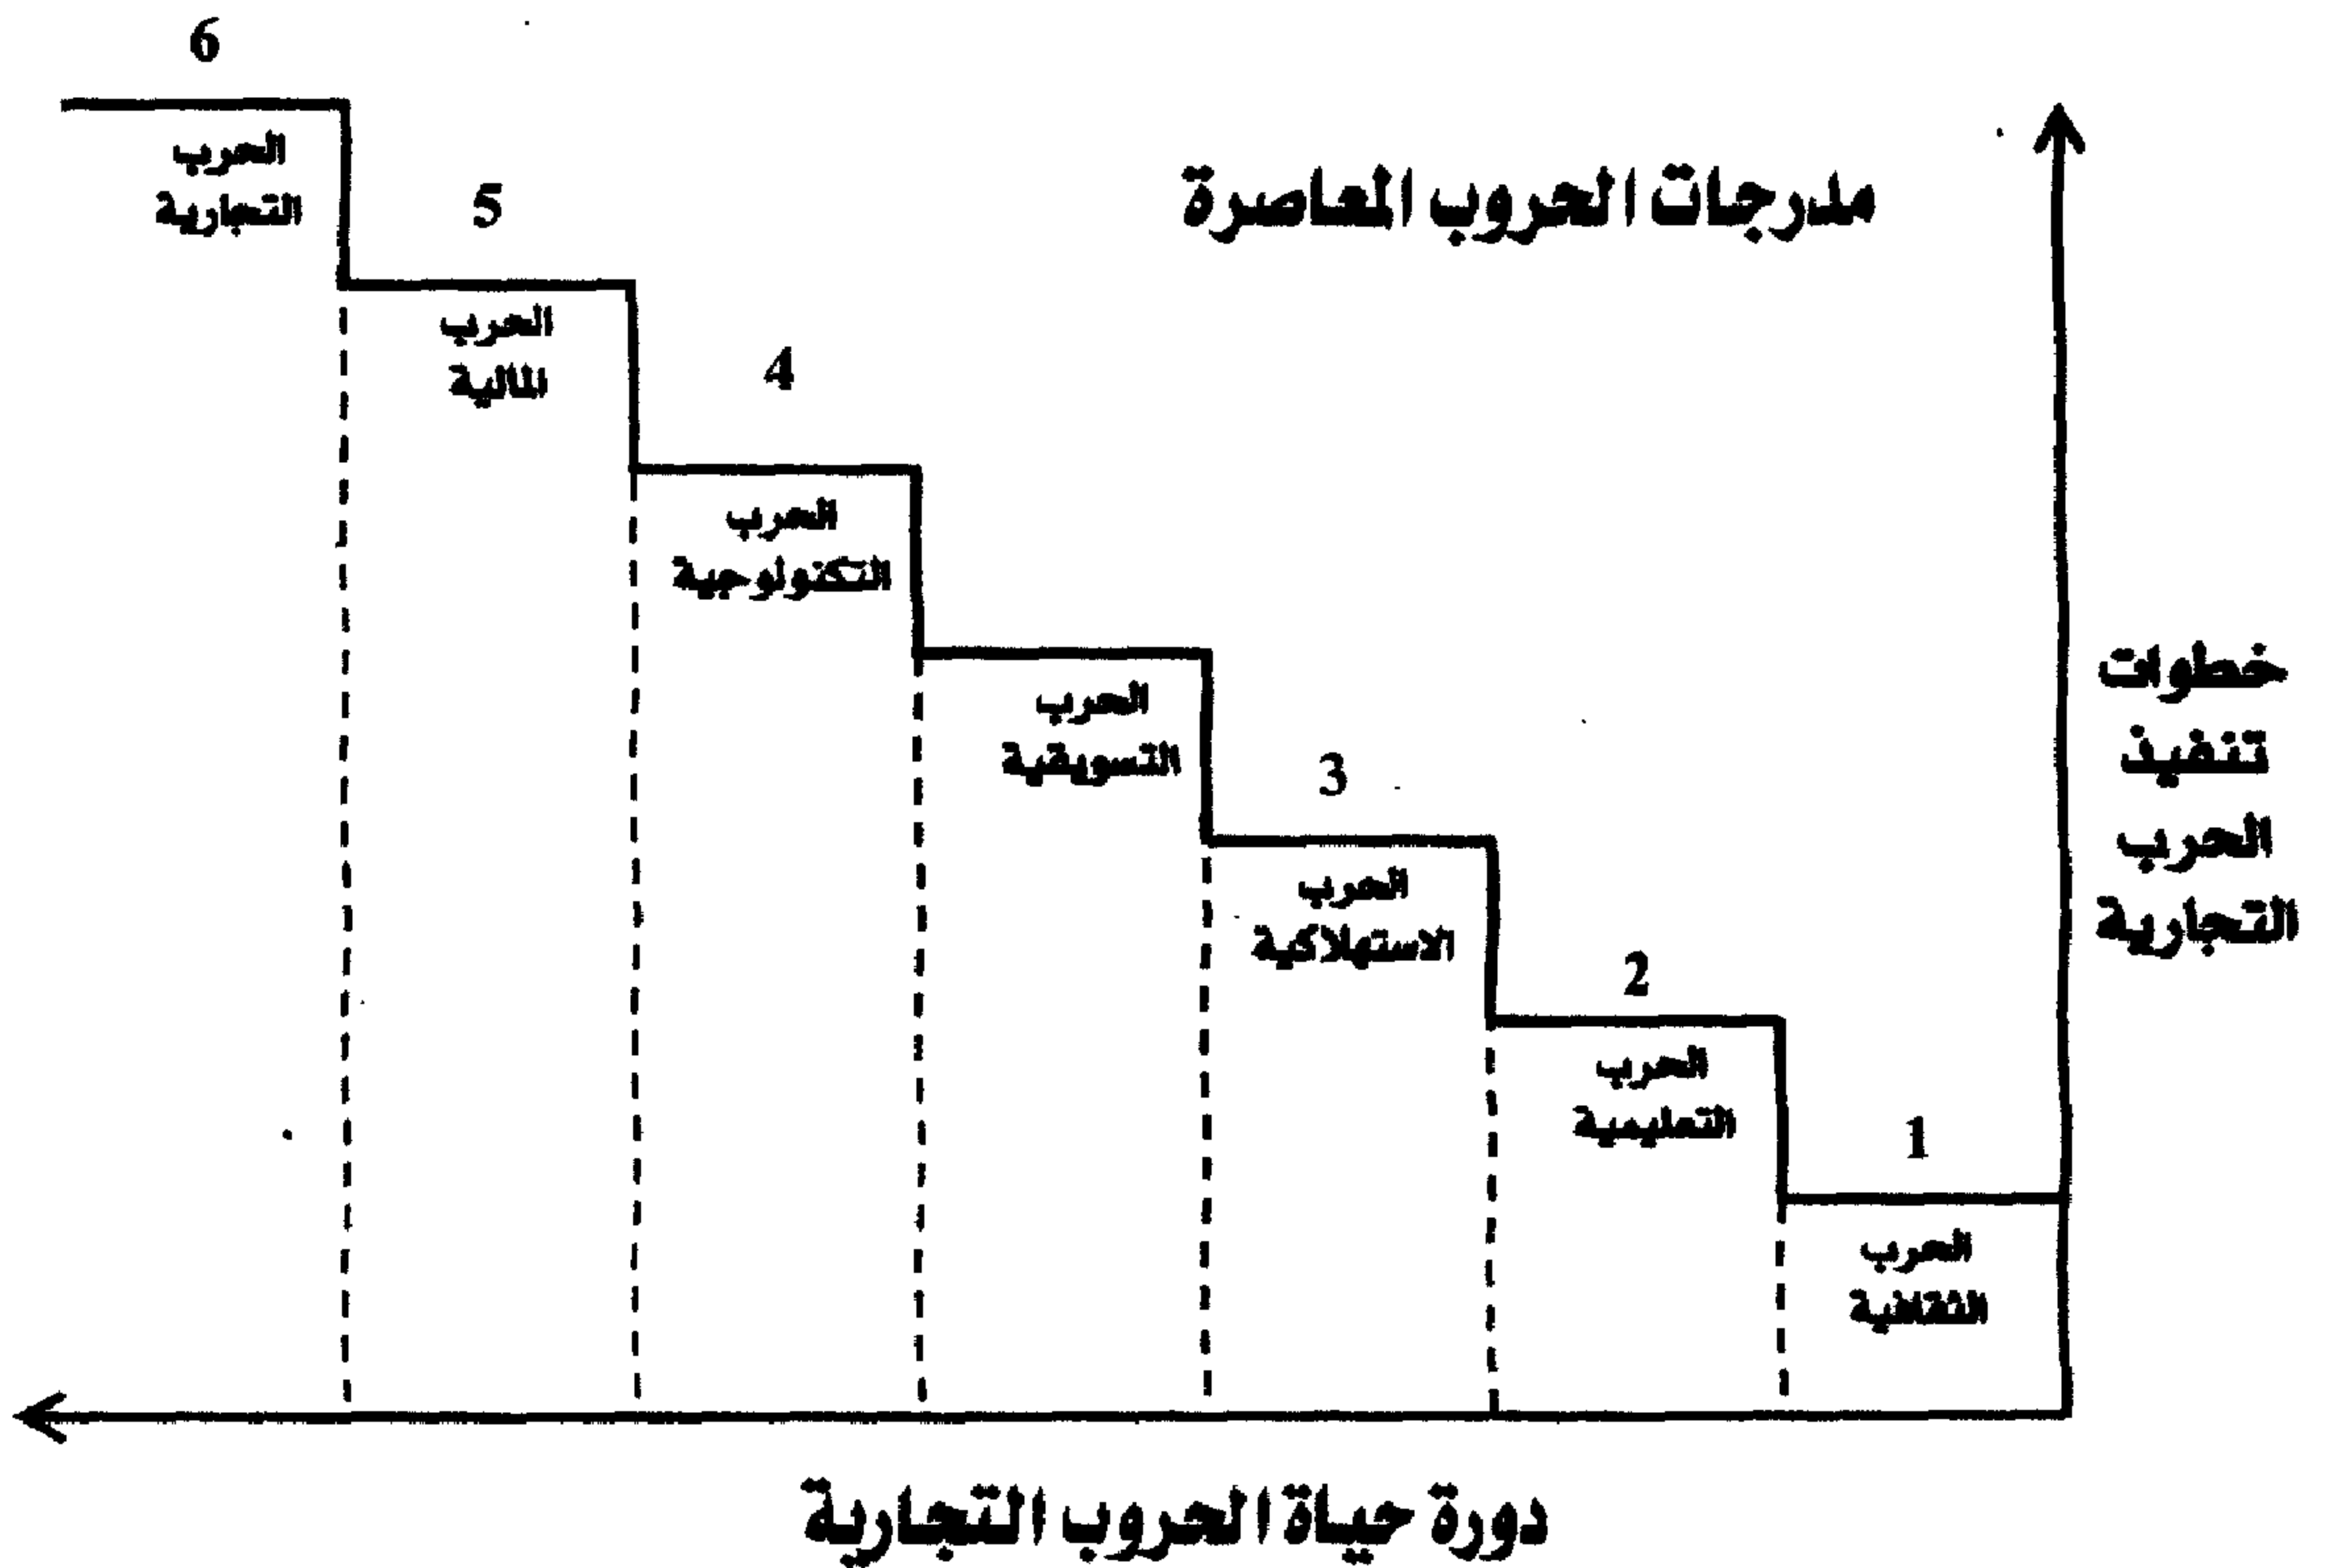 مدرجات الحروب المعاصرة
6
الحرب
التجارية
5
الحرب
المالية
4
الحرب
التكنولوجية
الحرب
التسويقية
3
الحرب
الاستهلاكية
2
الحرب
التعليمية
1
الحرب
الثقافية
خطوات
تنفيذ
الحرب
التجارية
دورة حياة الحروب التجارية